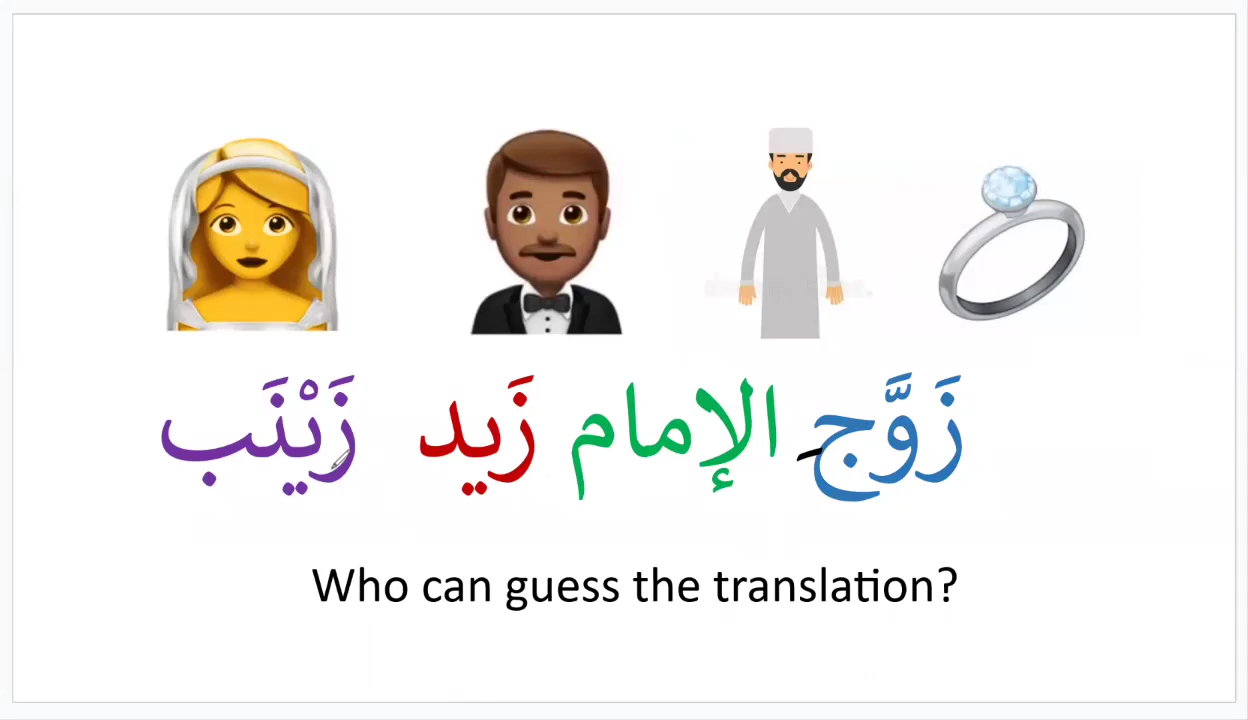 زَوَّجَ الإمام زَيد زَيْنَب
Who can guess the translation?